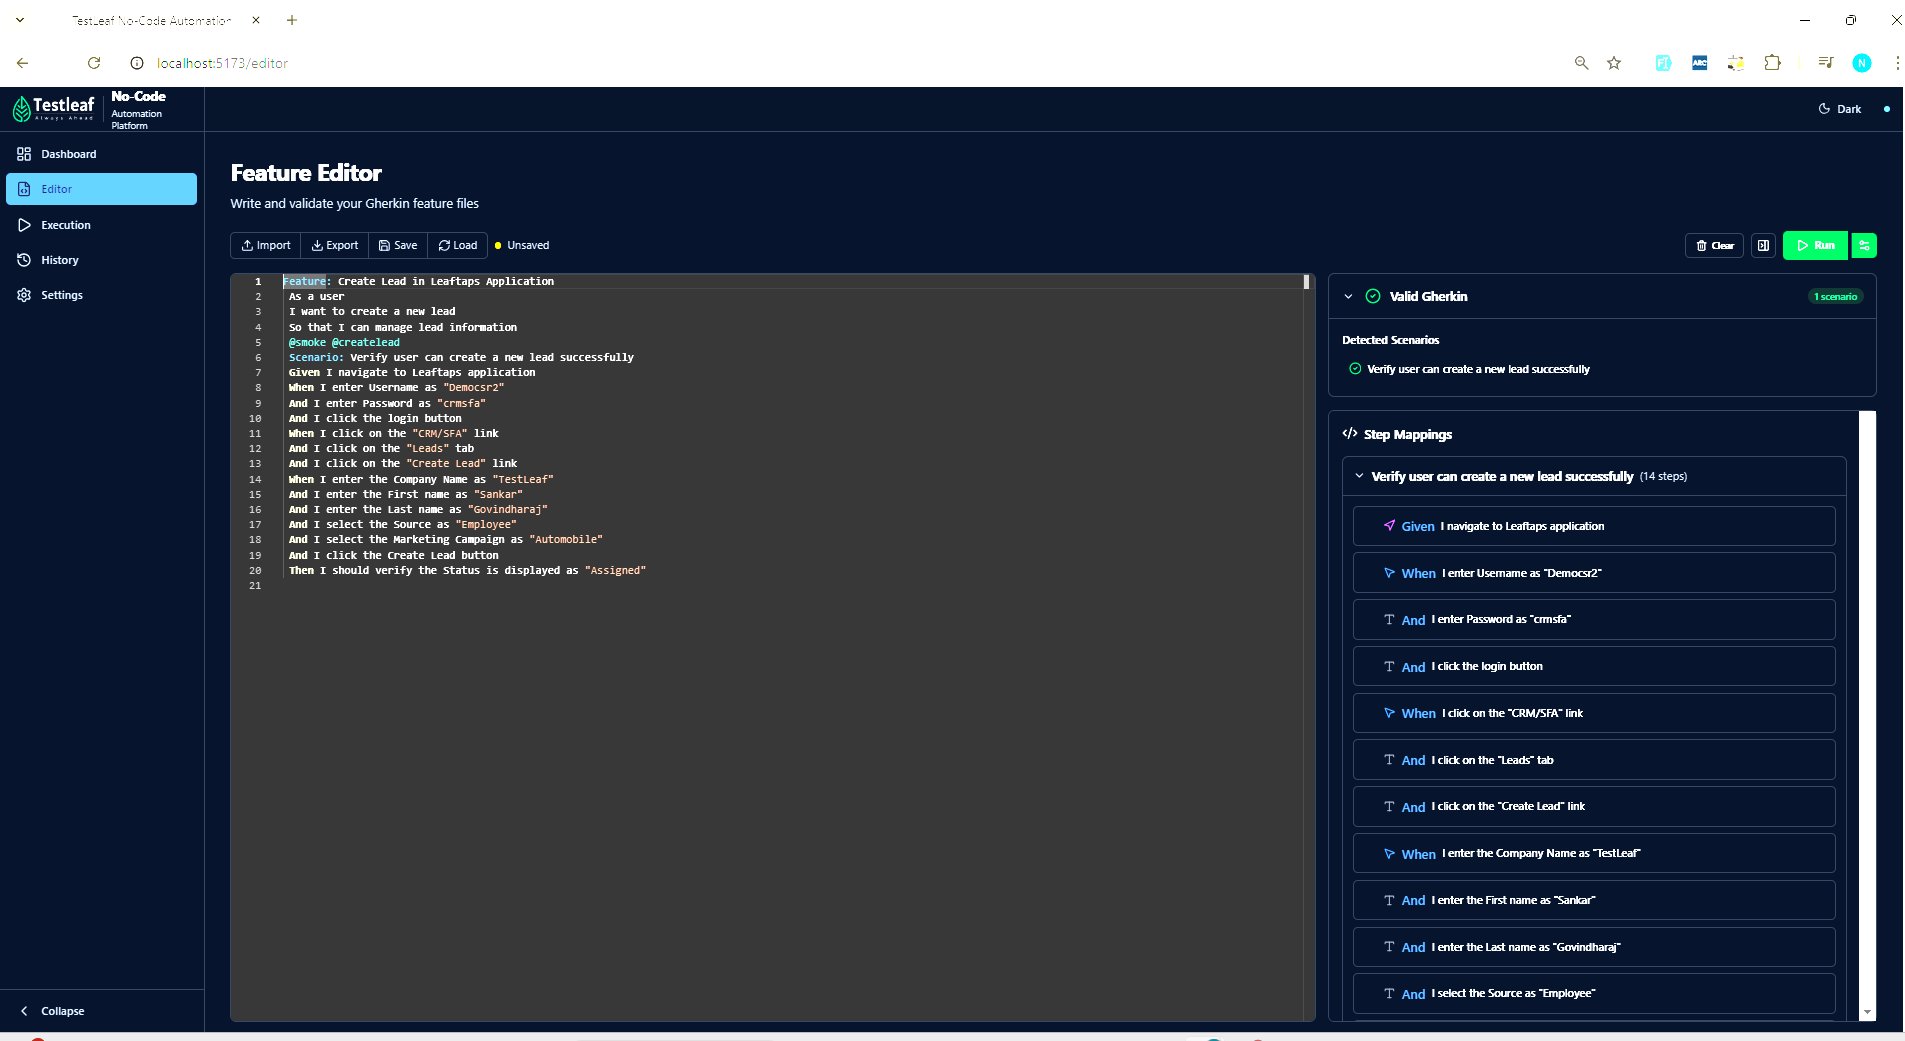 TestLeaf No-Code Automation
localhost:5173/editor
ARC
N
Testleaf
Always Ahead
No-Code
Automation
Platform
Dark
Dashboard
Editor
Execution
History
Settings
Collapse
Feature Editor
Write and validate your Gherkin feature files
Import Export Save Load Unsaved
Clear Run
1 Feature: Create Lead in Leaftaps Application
2 As a user
3 I want to create a new lead
4 So that I can manage lead information
5 @smoke @createlead
6 Scenario: Verify user can create a new lead successfully
7 Given I navigate to Leaftaps application
8 When I enter Username as "Democsr2"
9 And I enter Password as "crmsfa"
10 And I click the login button
11 When I click on the "CRM/SFA" link
12 And I click on the "Leads" tab
13 And I click on the "Create Lead" link
14 When I enter the Company Name as "TestLeaf"
15 And I enter the First name as "Sankar"
16 And I enter the Last name as "Govindharaj"
17 And I select the Source as "Employee"
18 And I select the Marketing Campaign as "Automobile"
19 And I click the Create Lead button
20 Then I should verify the Status is displayed as "Assigned"
21
Valid Gherkin 1 scenario
Detected Scenarios
Verify user can create a new lead successfully
Step Mappings
Verify user can create a new lead successfully (14 steps)
Given I navigate to Leaftaps application
When I enter Username as "Democsr2"
And I enter Password as "crmsfa"
And I click the login button
When I click on the "CRM/SFA" link
And I click on the "Leads" tab
And I click on the "Create Lead" link
When I enter the Company Name as "TestLeaf"
And I enter the First name as "Sankar"
And I enter the Last name as "Govindharaj"
And I select the Source as "Employee"